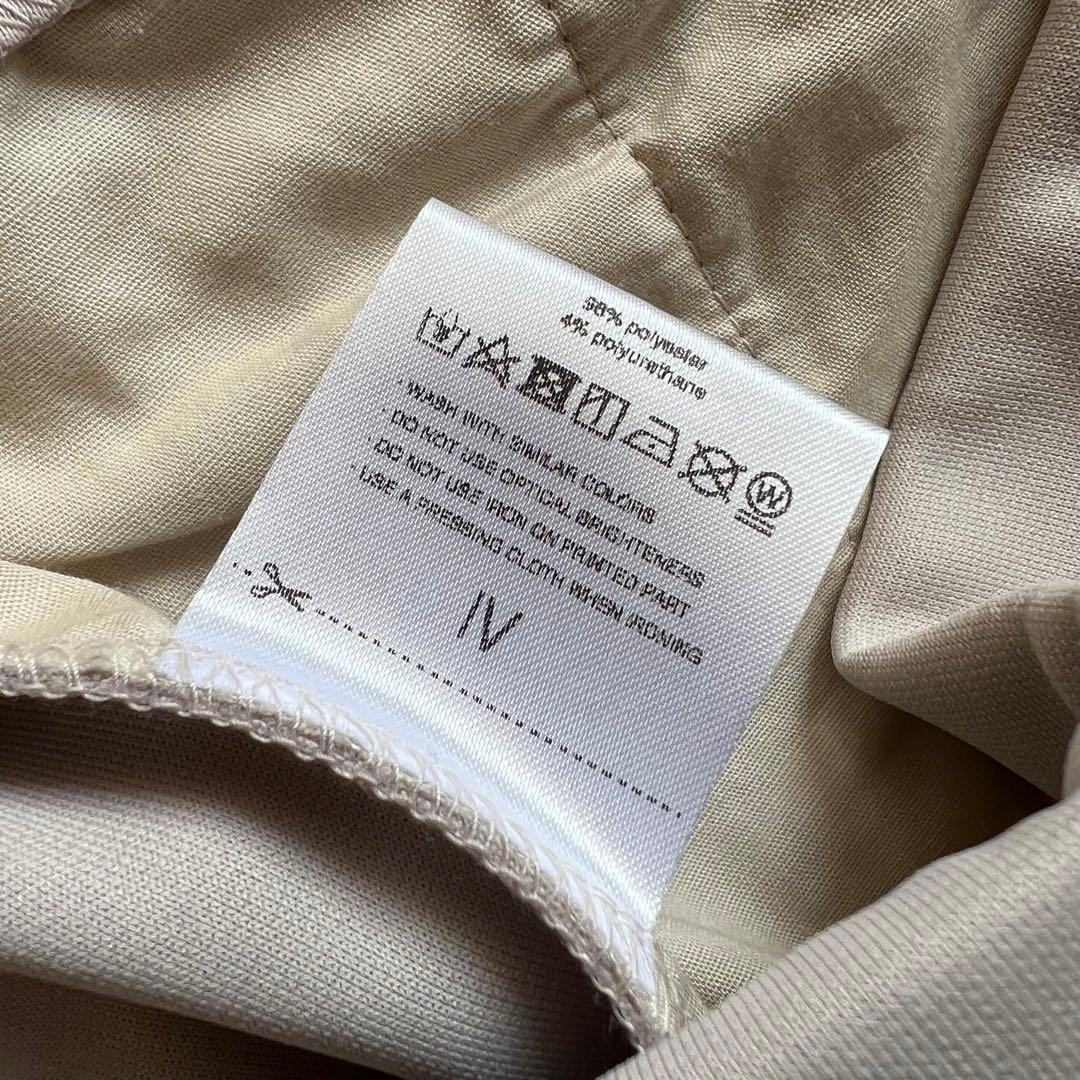 96% polyester
4% polyurethane
W
· WASH WITH SIMILAR COLORS
· DO NOT USE OPTICAL BRIGHTENERS
· DO NOT USE IRON ON PRINTED PART
· USE A PRESSING CLOTH WHEN IRONING
IV